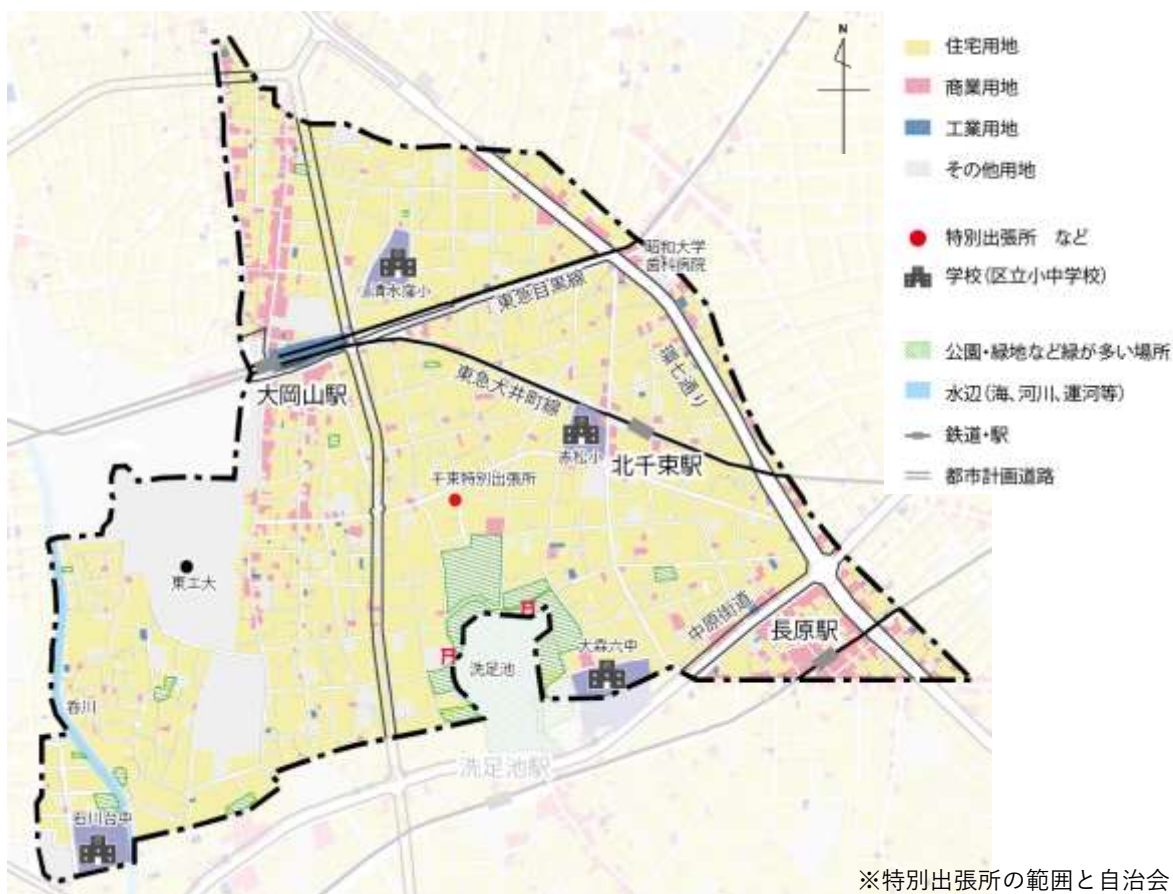 N
住宅用地
商業用地
工業用地
その他用地
特別出張所 など
学校(区立小中学校)
公園・緑地など緑が多い場所
水辺(海、河川、運河等)
鉄道・駅
都市計画道路
昭和大学
歯科病院
清水窪小
東急目黒線
環七通り
大岡山駅
東急大井町線
赤松小
北千束駅
千束特別出張所
東工大
中原街道
長原駅
大森六中
洗足池
呑川
洗足池駅
石川台中
※特別出張所の範囲と自治会